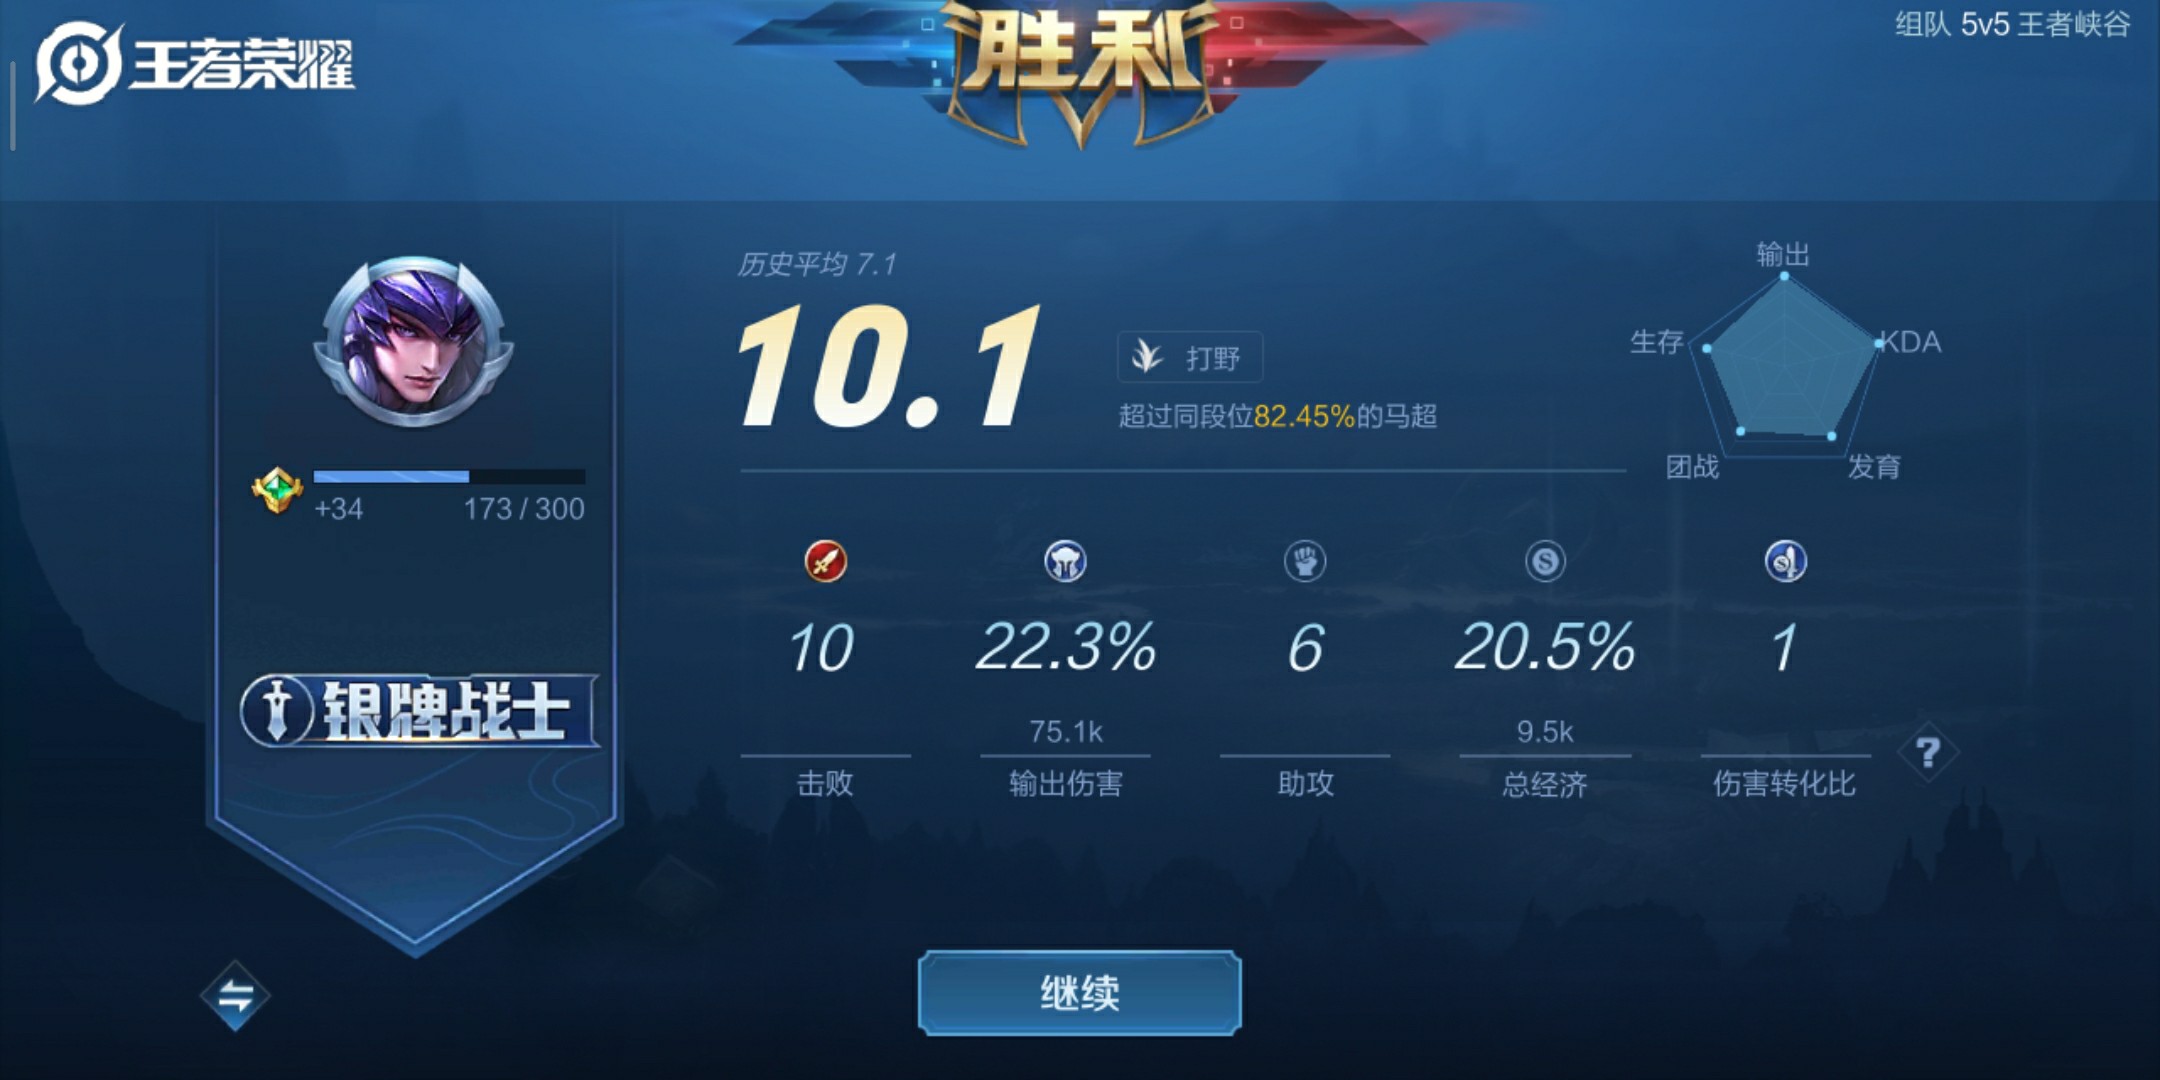 王者荣耀
胜利
组队 5v5 王者峡谷
历史平均 7.1
10.1
打野
超过同段位82.45%的马超
输出
KDA
发育
团战
生存
+34
173 / 300
银牌战士
10
22.3%
6
20.5%
1
75.1k
9.5k
击败
输出伤害
助攻
总经济
伤害转化比
?
继续